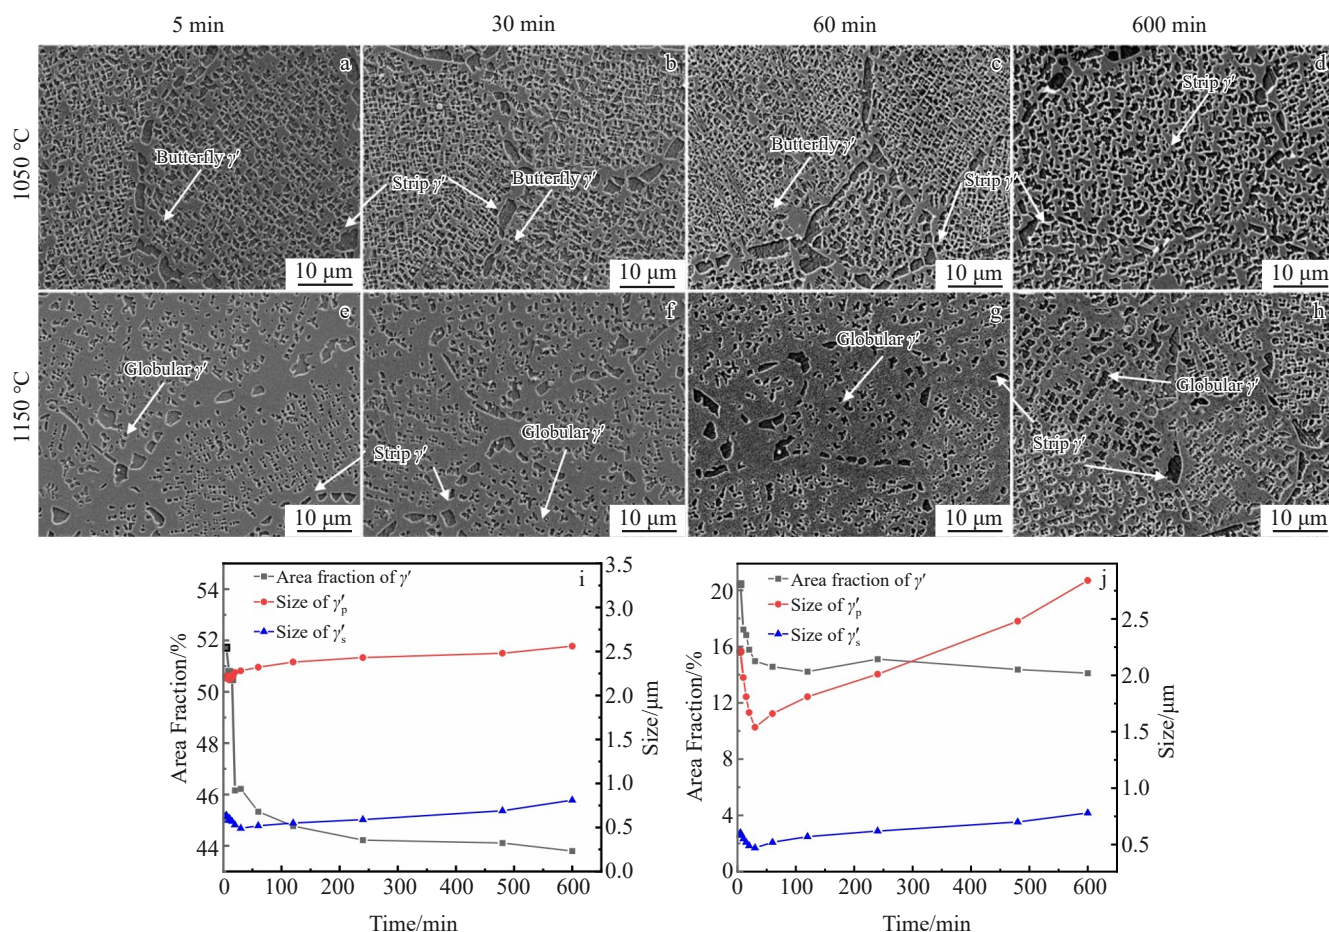 5 min
30 min
60 min
600 min
1050 °C
a
Butterfly γ′
10 μm
b
Strip γ′
Butterfly γ′
10 μm
c
Butterfly γ′
Strip γ′
10 μm
d
Strip γ′
10 μm
1150 °C
e
Globular γ′
10 μm
f
Strip γ′
Globular γ′
10 μm
g
Globular γ′
10 μm
h
Globular γ′
Strip γ′
10 μm
i
Area fraction of γ′
Size of γ′p
Size of γ′s
Area Fraction/%
54
52
50
48
46
44
Size/μm
3.5
3.0
2.5
2.0
1.5
1.0
0.5
0.0
0 100 200 300 400 500 600
Time/min
j
Area fraction of γ′
Size of γ′p
Size of γ′s
Area Fraction/%
20
16
12
8
4
0
Size/μm
2.5
2.0
1.5
1.0
0.5
0 100 200 300 400 500 600
Time/min